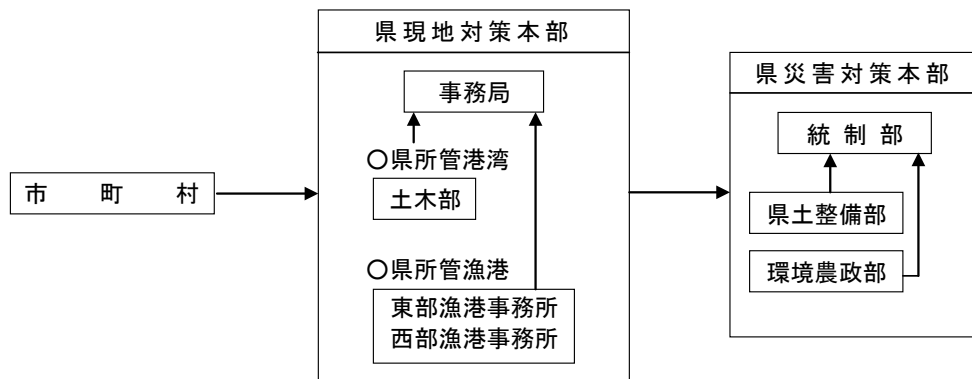 県現地対策本部
事務局
○県所管港湾
土木部
○県所管漁港
東部漁港事務所
西部漁港事務所
市町村
県災害対策本部
統制部
県土整備部
環境農政部